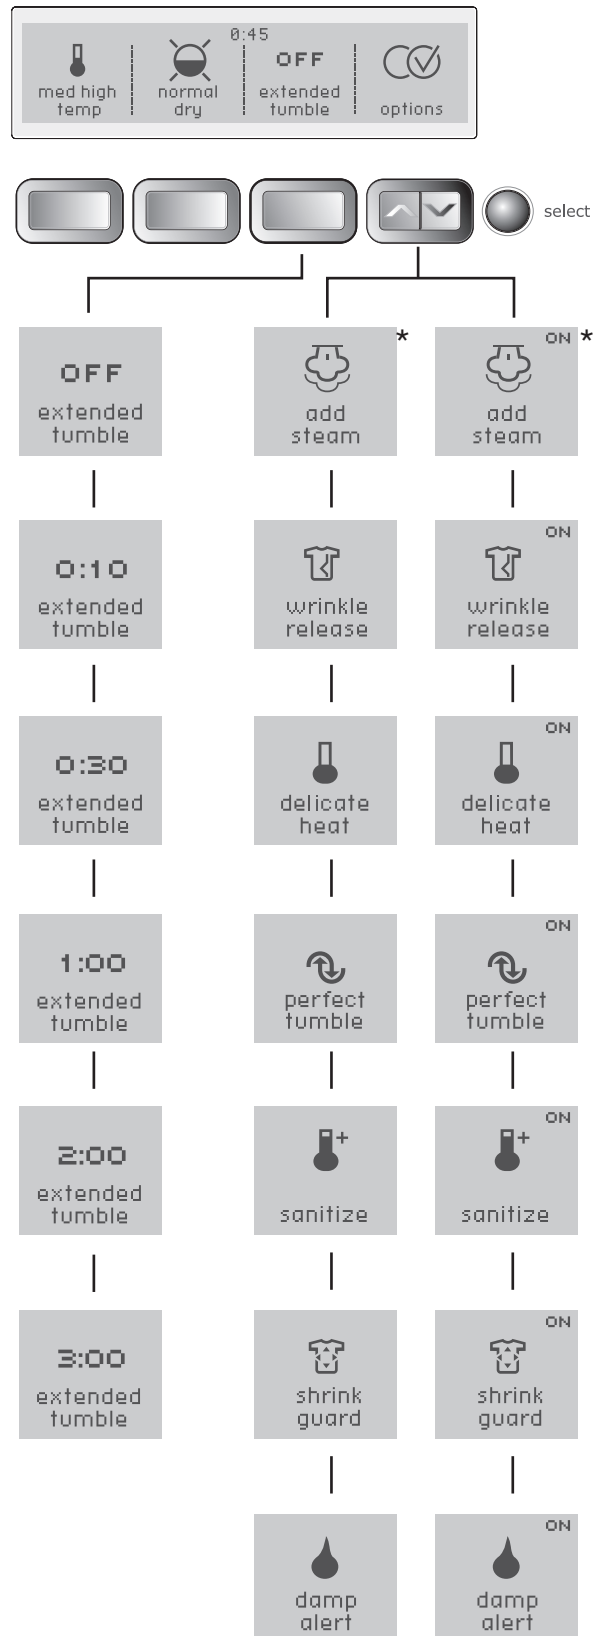 0:45
OFF
med high
temp
normal
dry
extended
tumble
options
select
OFF
extended
tumble
0:10
extended
tumble
0:30
extended
tumble
1:00
extended
tumble
2:00
extended
tumble
3:00
extended
tumble
*
add
steam
wrinkle
release
delicate
heat
perfect
tumble
+
sanitize
shrink
guard
damp
alert
ON *
add
steam
ON
wrinkle
release
ON
delicate
heat
ON
perfect
tumble
ON
+
sanitize
ON
shrink
guard
ON
damp
alert